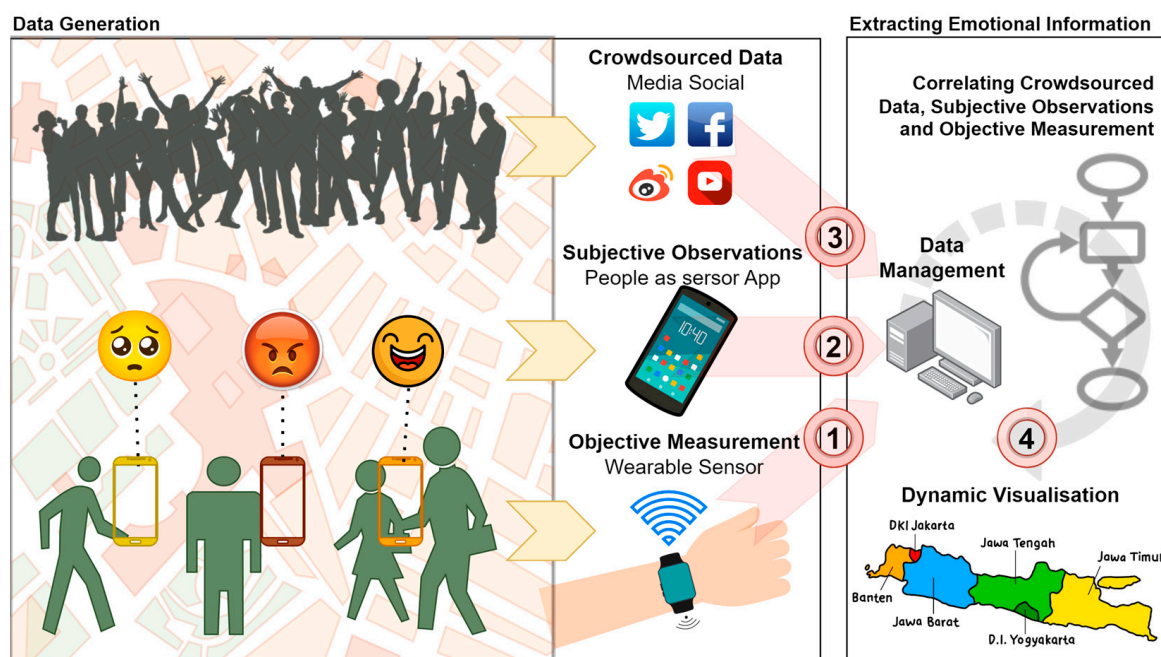 Data Generation
Extracting Emotional Information
Crowdsourced Data
Media Social
Subjective Observations
People as sersor App
10:40
Objective Measurement
Wearable Sensor
3
2
1
Correlating Crowdsourced
Data, Subjective Observations
and Objective Measurement
Data
Management
4
Dynamic Visualisation
DKI Jakarta
Jawa Tengah
Jawa Timur
Banten
Jawa Barat
D.I. Yogyakarta